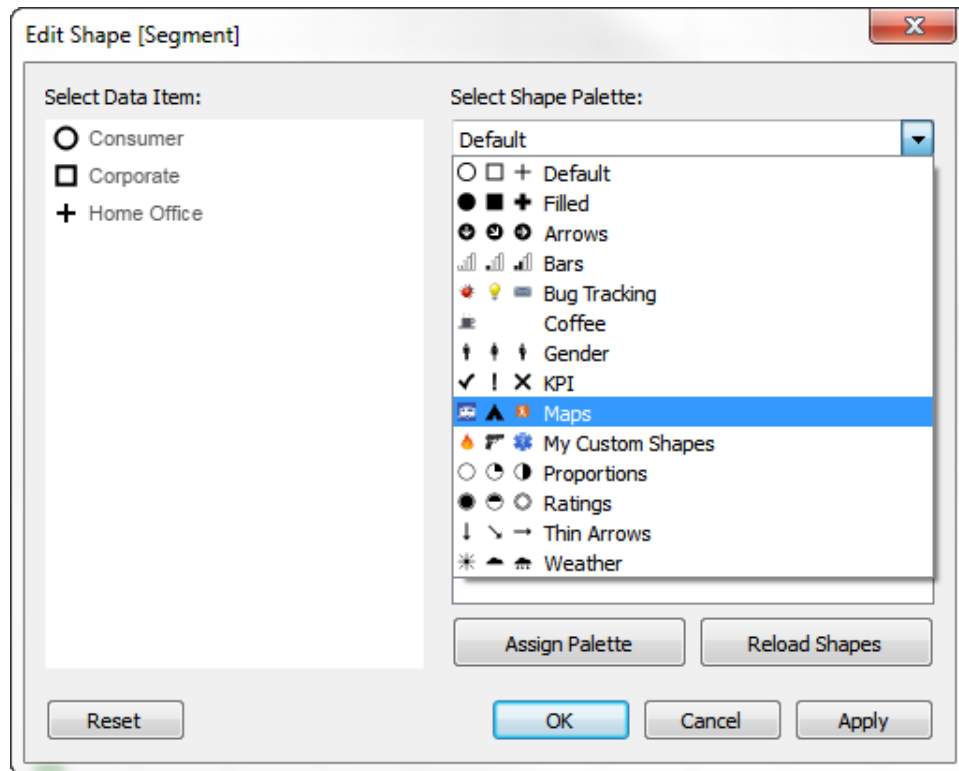 Edit Shape [Segment]
Select Data Item:
Consumer
Corporate
Home Office
Select Shape Palette:
Default
Default
Filled
Arrows
Bars
Bug Tracking
Coffee
Gender
KPI
Maps
My Custom Shapes
Proportions
Ratings
Thin Arrows
Weather
Assign Palette
Reload Shapes
Reset
OK
Cancel
Apply